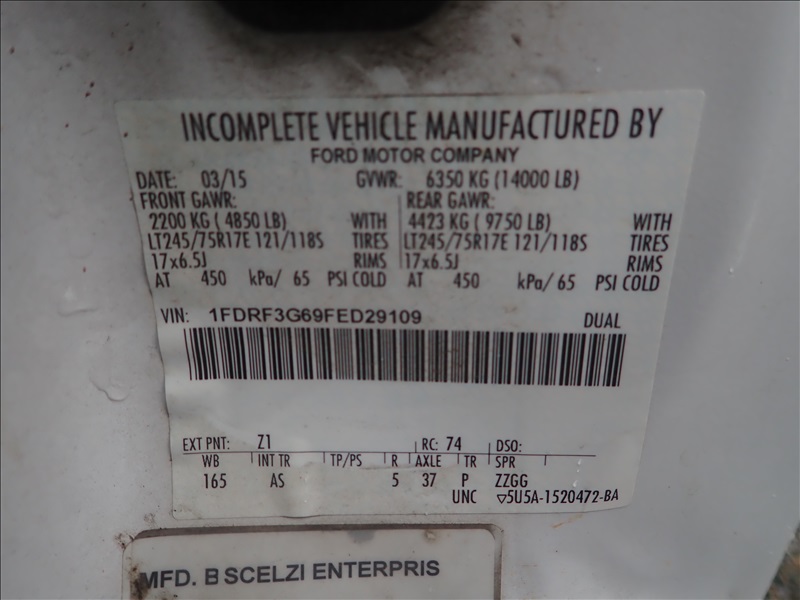 INCOMPLETE VEHICLE MANUFACTURED BY
FORD MOTOR COMPANY
DATE: 03/15 GVWR: 6350 KG (14000 LB)
FRONT GAWR: REAR GAWR:
2200 KG ( 4850 LB) WITH 4423 KG ( 9750 LB) WITH
LT245/75R17E 121/118S TIRES LT245/75R17E 121/118S TIRES
17x6.5J RIMS 17x6.5J RIMS
AT 450 kPa/ 65 PSI COLD AT 450 kPa/ 65 PSI COLD
VIN: 1FDRF3G69FED29109 DUAL
EXT PNT: Z1 RC: 74 DSO:
WB INT TR TP/PS R AXLE TR SPR
165 AS 5 37 P ZZGG
UNC ▽5U5A-1520472-BA
MFD. B SCELZI ENTERPRIS